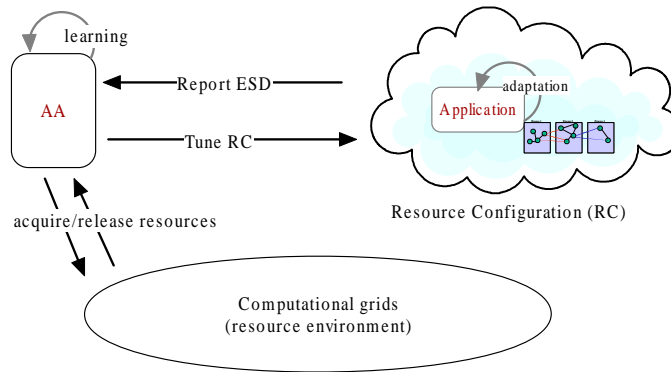 learning
Report ESD
AA
Tune RC
adaptation
Application
Resource Configuration (RC)
acquire/release resources
Computational grids
(resource environment)